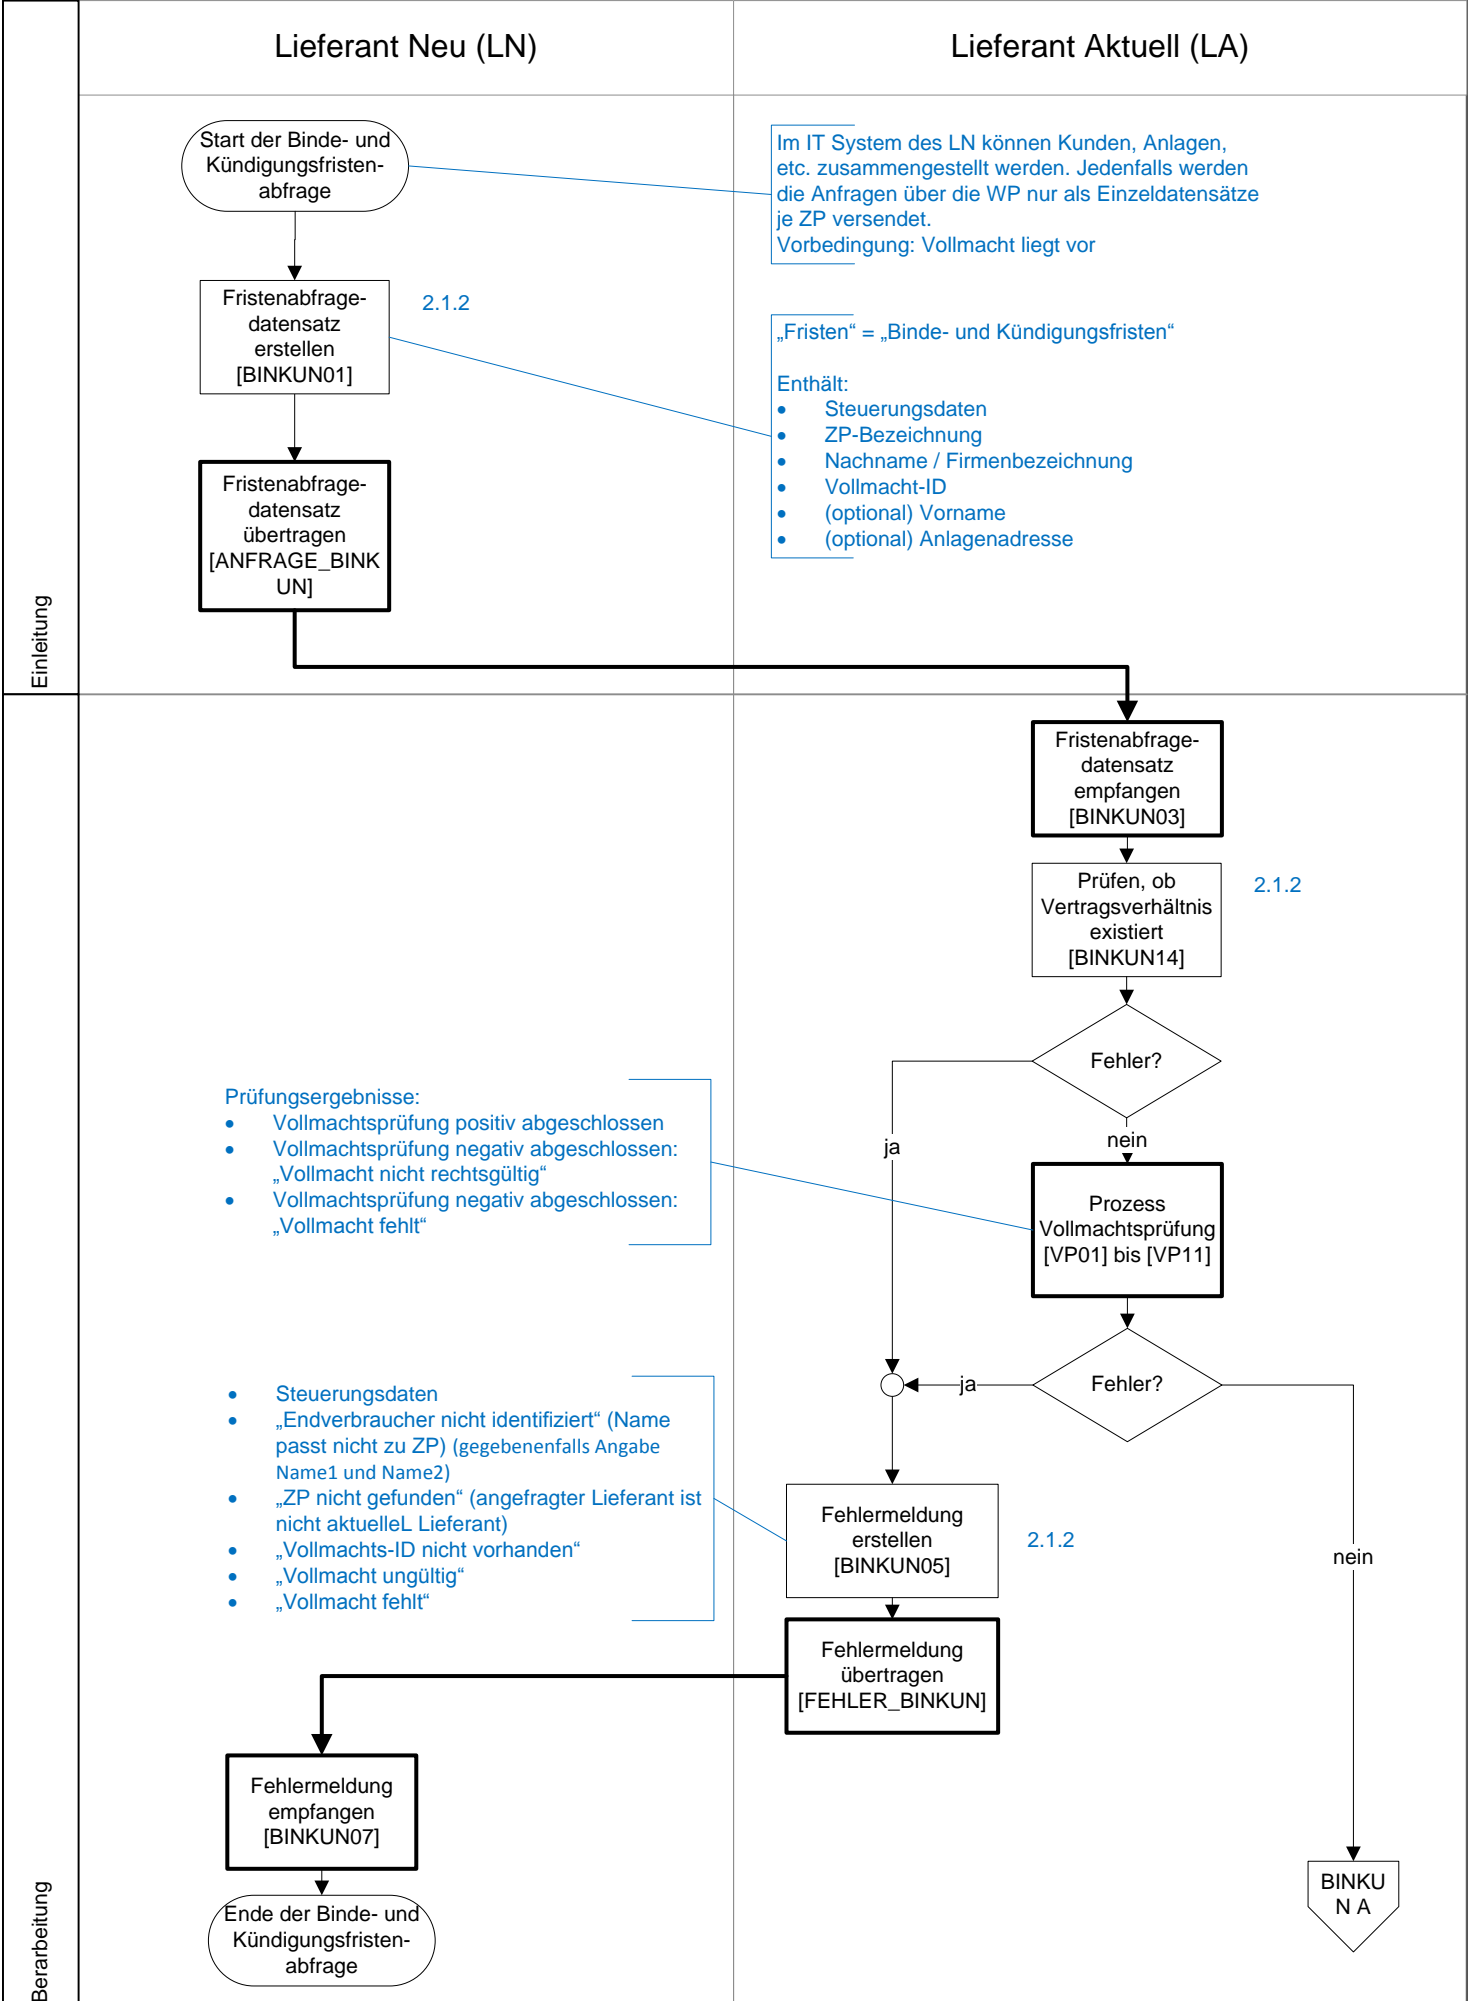 Lieferant Neu (LN)
Lieferant Aktuell (LA)
Einleitung
Start der Binde- und
Kündigungsfristen-
abfrage
Im IT System des LN können Kunden, Anlagen,
etc. zusammengestellt werden. Jedenfalls werden
die Anfragen über die WP nur als Einzeldatensätze
je ZP versendet.
Vorbedingung: Vollmacht liegt vor
Fristenabfrage-
datensatz
erstellen
[BINKUN01]
2.1.2
„Fristen“ = „Binde- und Kündigungsfristen“
Enthält:
• Steuerungsdaten
• ZP-Bezeichnung
• Nachname / Firmenbezeichnung
• Vollmacht-ID
• (optional) Vorname
• (optional) Anlagenadresse
Fristenabfrage-
datensatz
übertragen
[ANFRAGE_BINK
UN]
Berarbeitung
Fristenabfrage-
datensatz
empfangen
[BINKUN03]
Prüfen, ob
Vertragsverhältnis
existiert
[BINKUN14]
2.1.2
Fehler?
ja
nein
Prüfungsergebnisse:
• Vollmachtsprüfung positiv abgeschlossen
• Vollmachtsprüfung negativ abgeschlossen:
„Vollmacht nicht rechtsgültig“
• Vollmachtsprüfung negativ abgeschlossen:
„Vollmacht fehlt“
Prozess
Vollmachtsprüfung
[VP01] bis [VP11]
Fehler?
ja
nein
• Steuerungsdaten
• „Endverbraucher nicht identifiziert“ (Name
passt nicht zu ZP) (gegebenenfalls Angabe
Name1 und Name2)
• „ZP nicht gefunden“ (angefragter Lieferant ist
nicht aktuelleL Lieferant)
• „Vollmachts-ID nicht vorhanden“
• „Vollmacht ungültig“
• „Vollmacht fehlt“
Fehlermeldung
erstellen
[BINKUN05]
2.1.2
Fehlermeldung
übertragen
[FEHLER_BINKUN]
Fehlermeldung
empfangen
[BINKUN07]
Ende der Binde- und
Kündigungsfristen-
abfrage
BINKU
N A